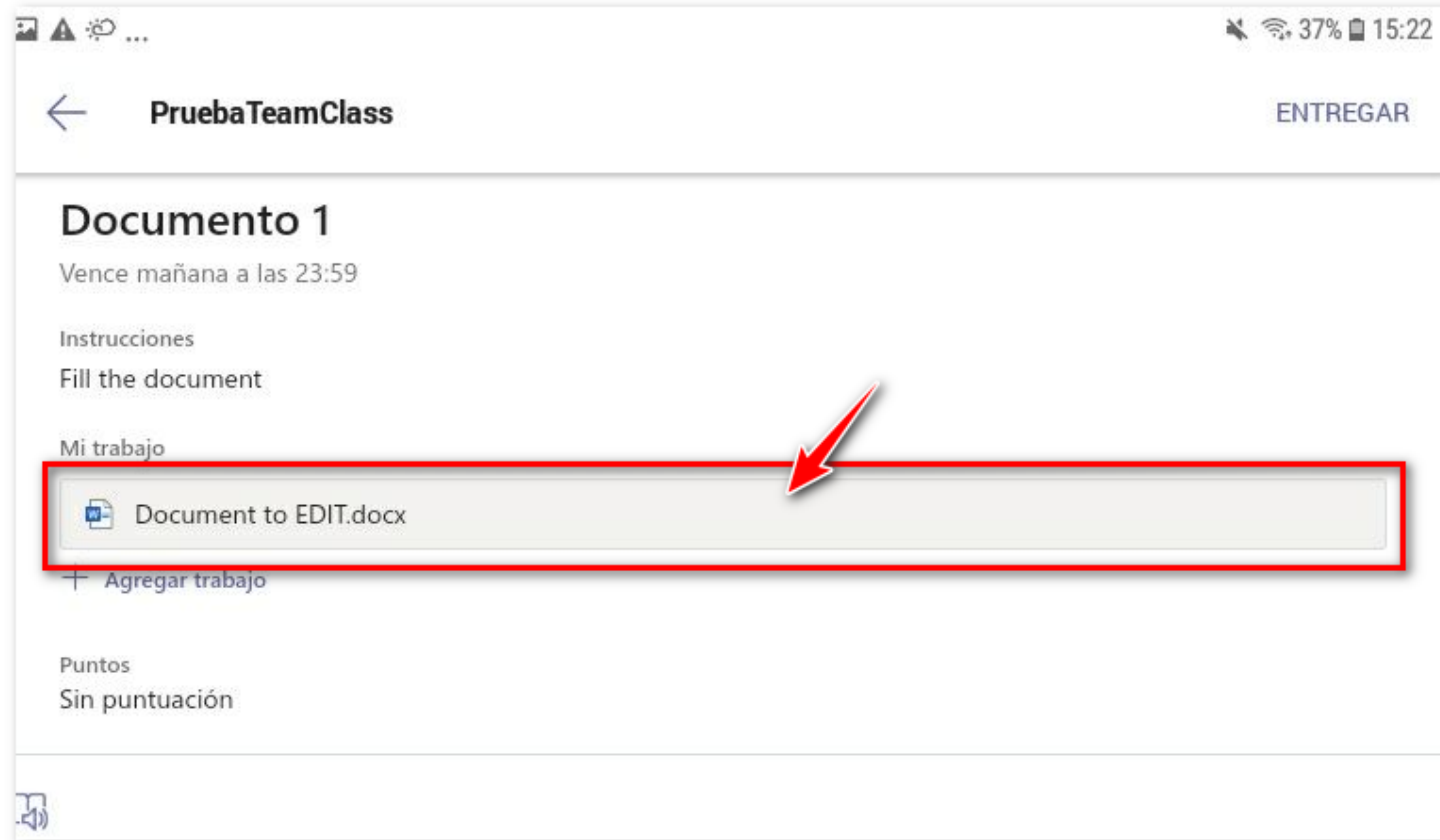 ... 37% 15:22
PruebaTeamClass ENTREGAR
Documento 1
Vence mañana a las 23:59
Instrucciones
Fill the document
Mi trabajo
Document to EDIT.docx
+ Agregar trabajo
Puntos
Sin puntuación